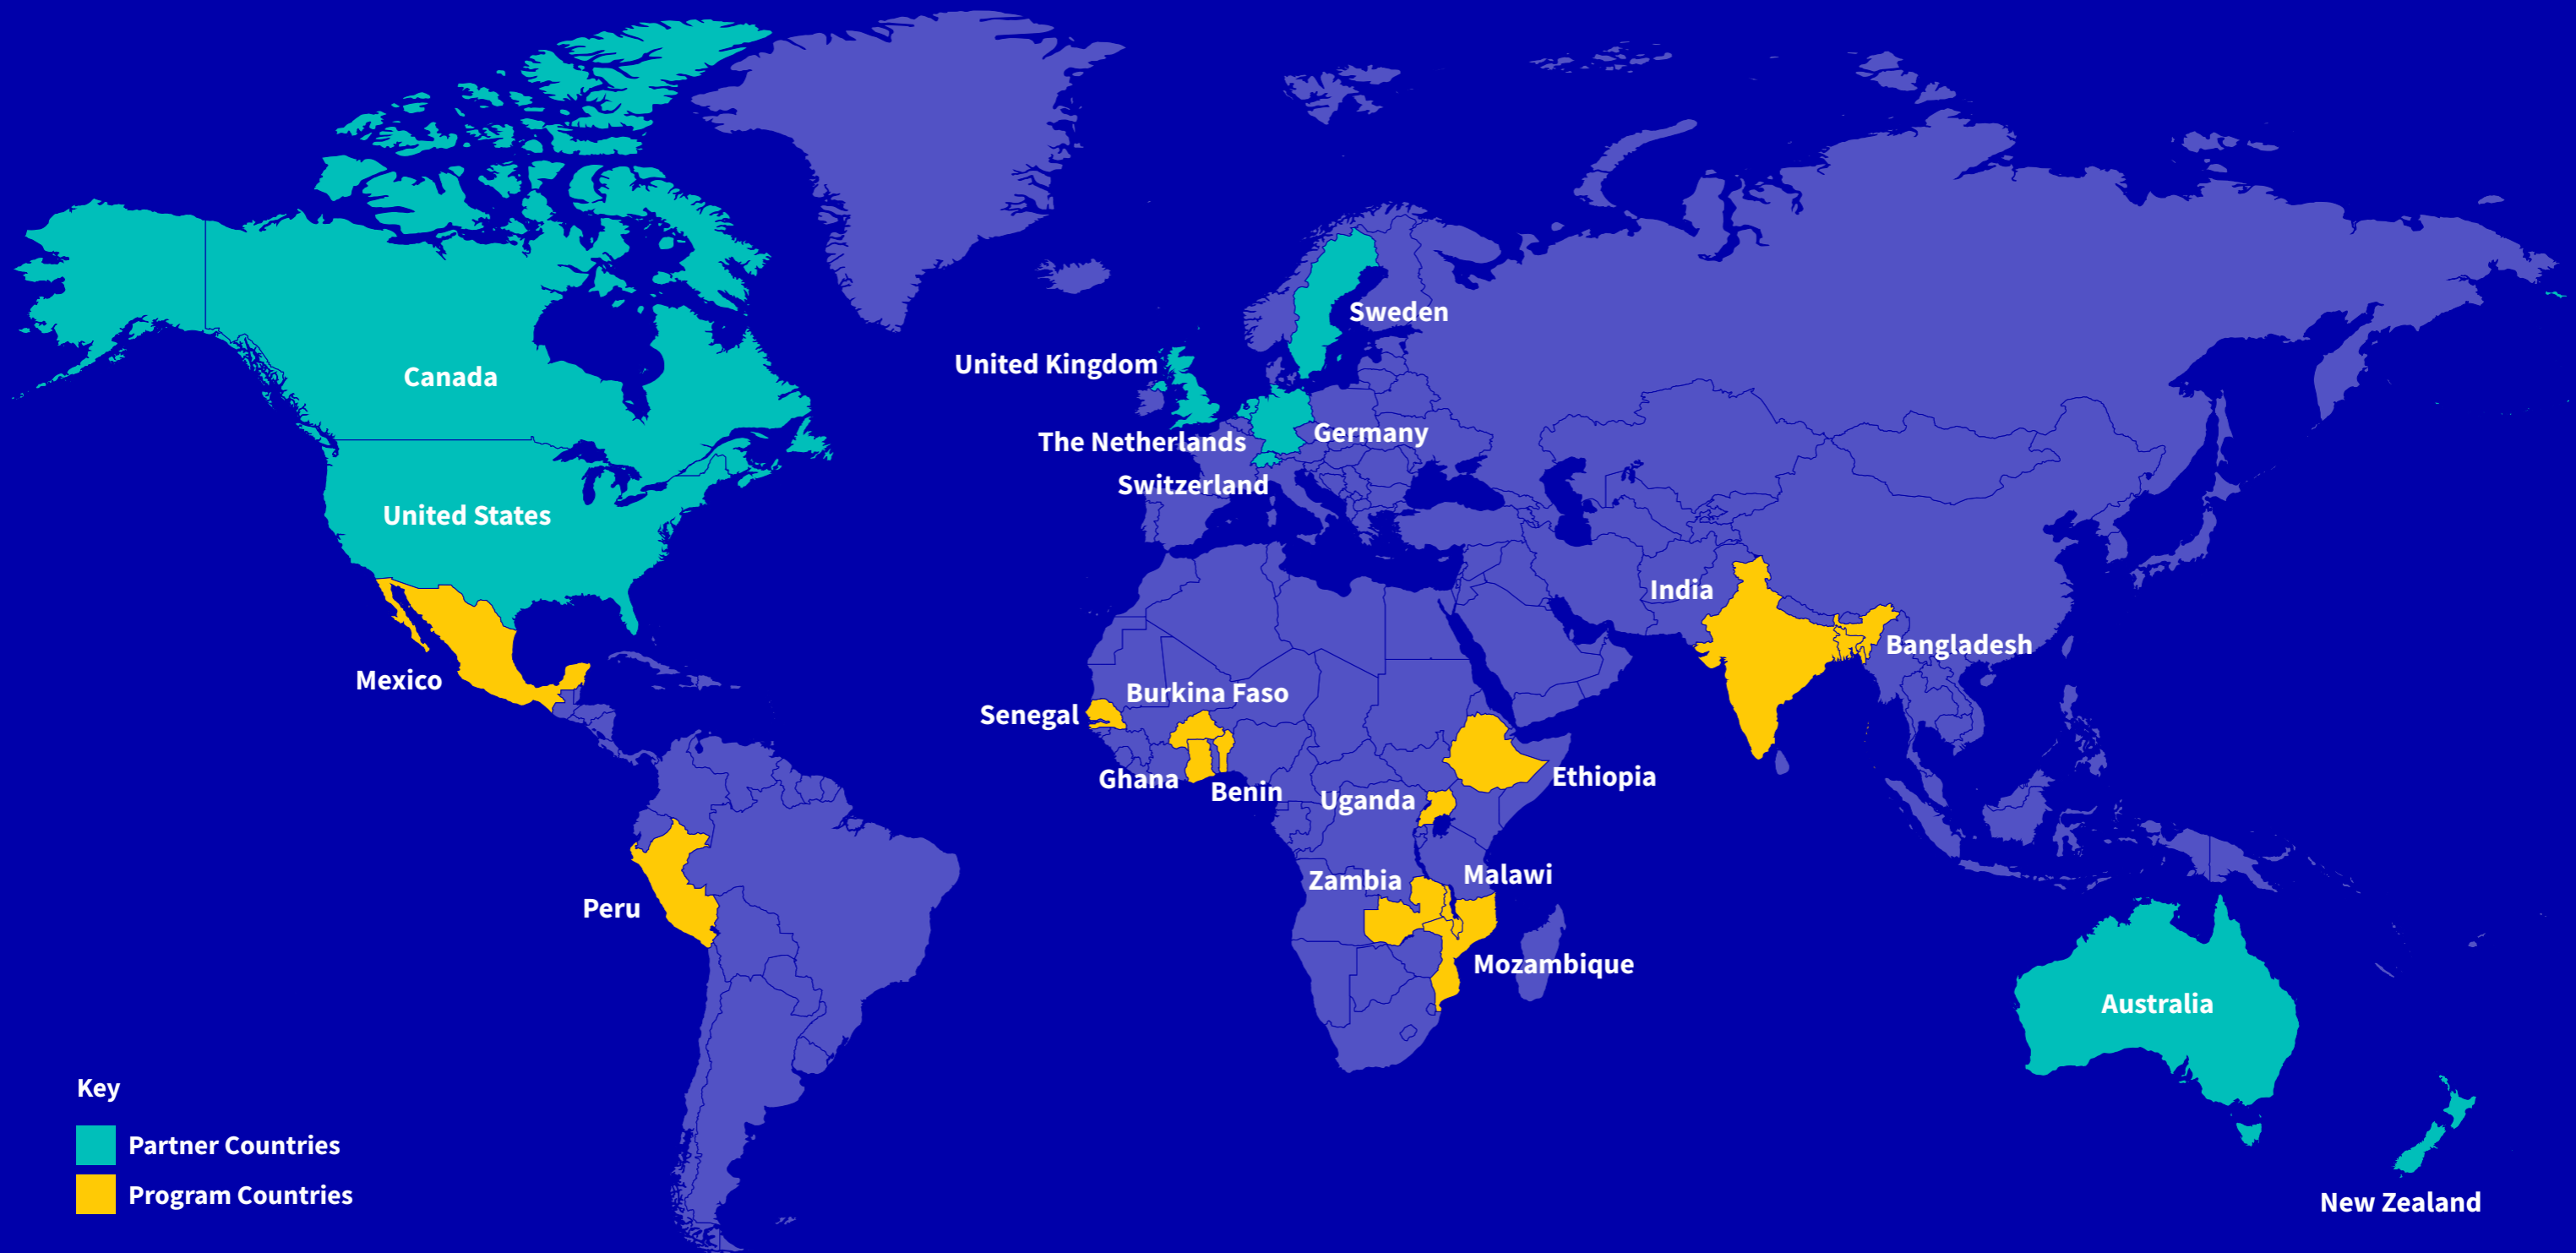 Canada
United States
Mexico
Peru
Sweden
United Kingdom
The Netherlands
Germany
Switzerland
Senegal
Burkina Faso
Ghana
Benin
Uganda
Ethiopia
Zambia
Malawi
Mozambique
India
Bangladesh
Australia
New Zealand
Key
Partner Countries
Program Countries